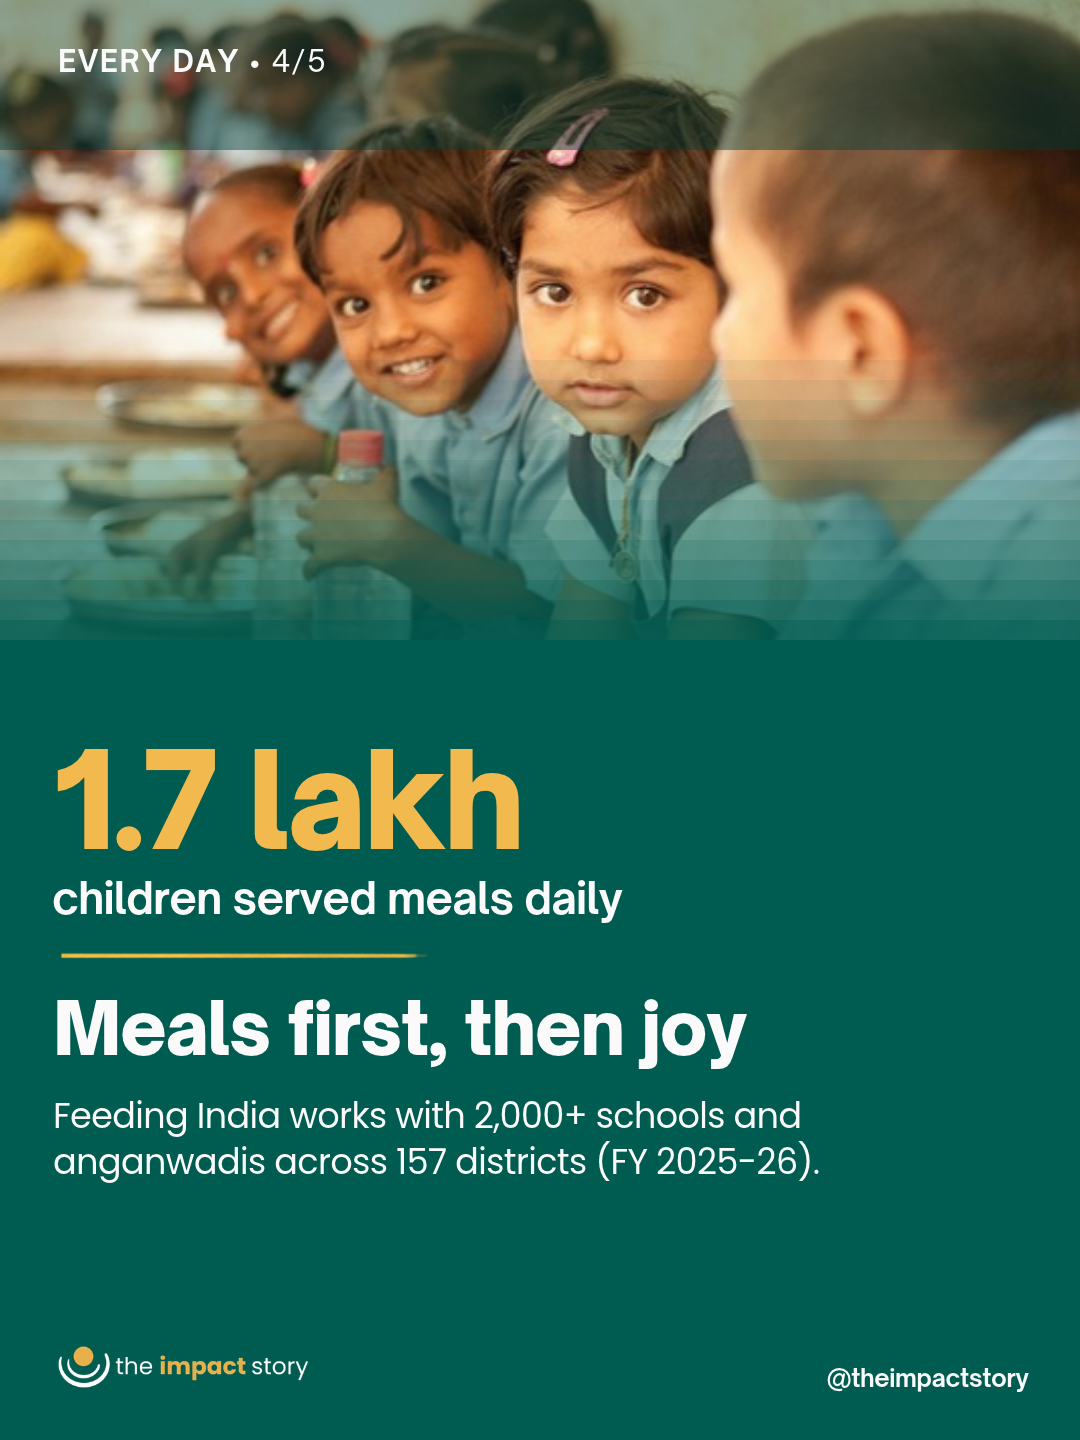 EVERY DAY • 4/5
1.7 lakh
children served meals daily
Meals first, then joy
Feeding India works with 2,000+ schools and
anganwadis across 157 districts (FY 2025-26).
the impact story
@theimpactstory